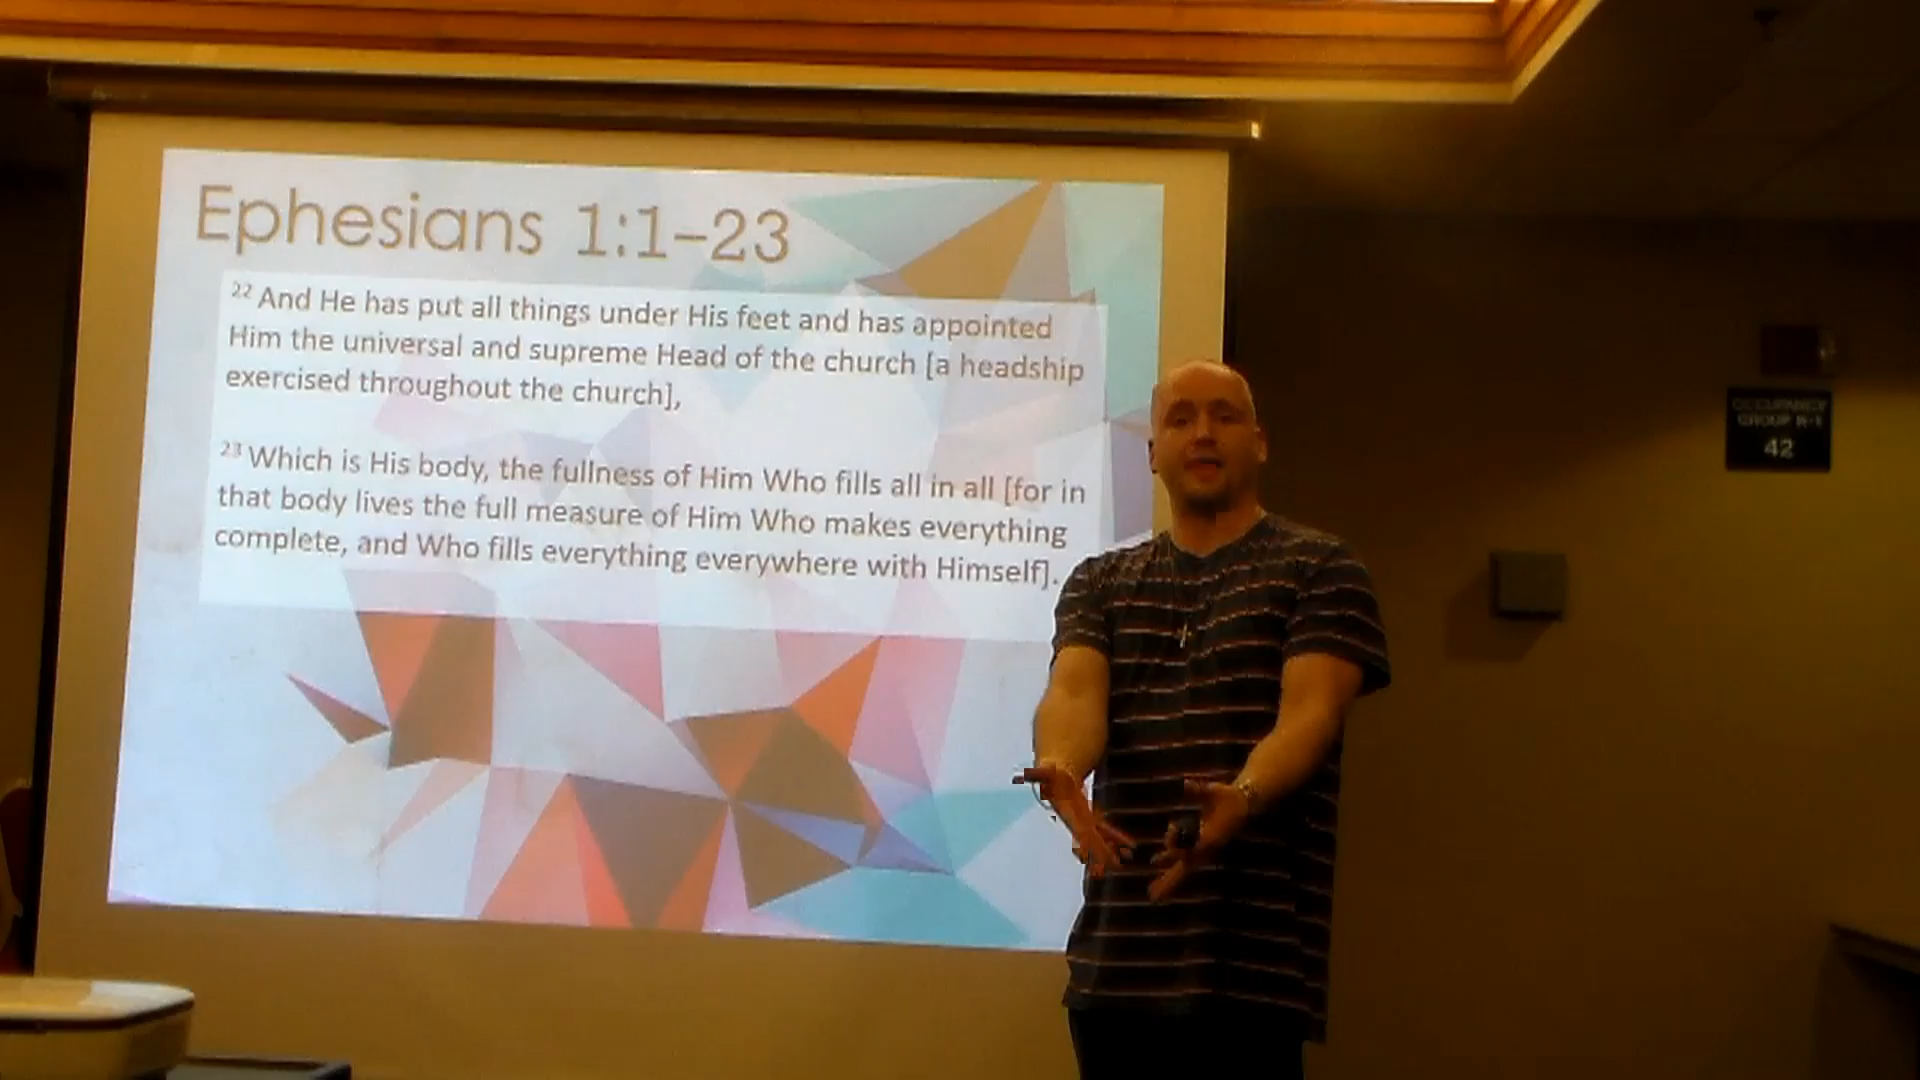 Ephesians 1:1–23
22 And He has put all things under His feet and has appointed
Him the universal and supreme Head of the church [a headship
exercised throughout the church],
23 Which is His body, the fullness of Him Who fills all in all [for in
that body lives the full measure of Him Who makes everything
complete, and Who fills everything everywhere with Himself].
OCCUPANCY
GROUP R-1
42